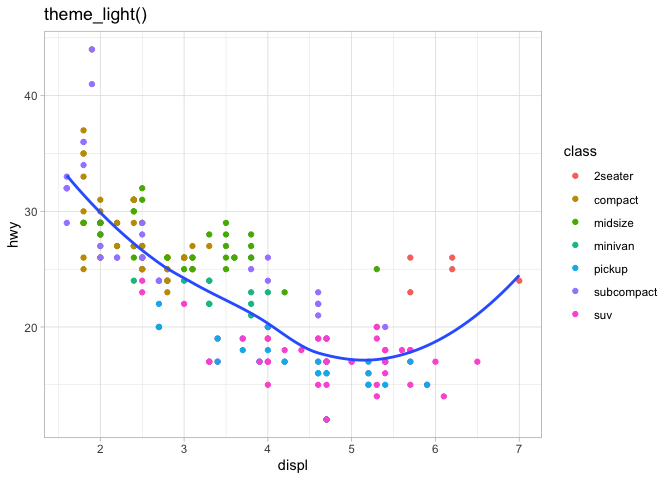 theme_light()
40
30
20
hwy
2
3
4
5
6
7
displ
class
2seater
compact
midsize
minivan
pickup
subcompact
suv